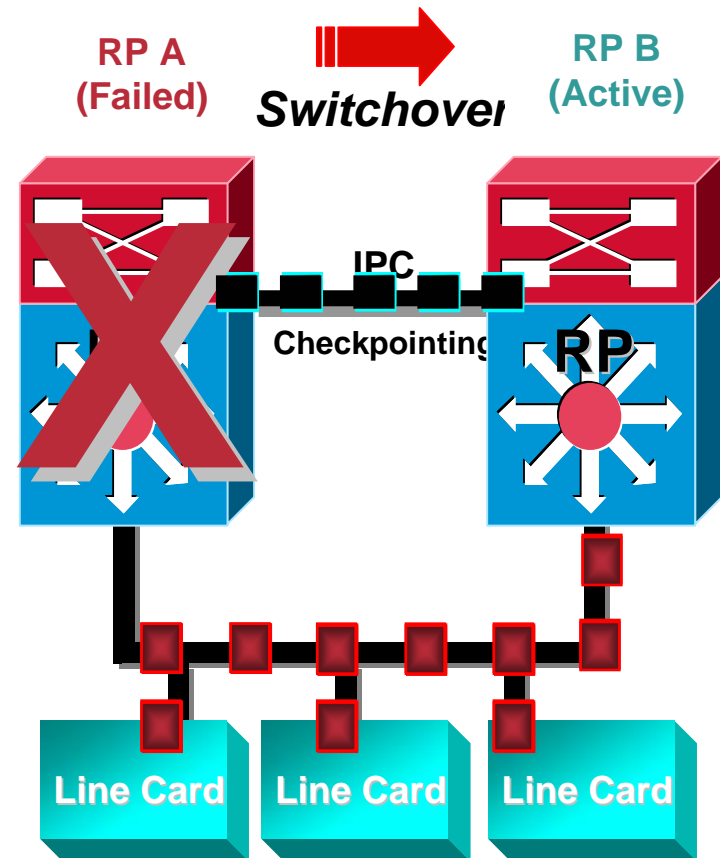 RP A
(Failed)
Switchover
RP B
(Active)
IPC
Checkpointing
RP
Line Card
Line Card
Line Card